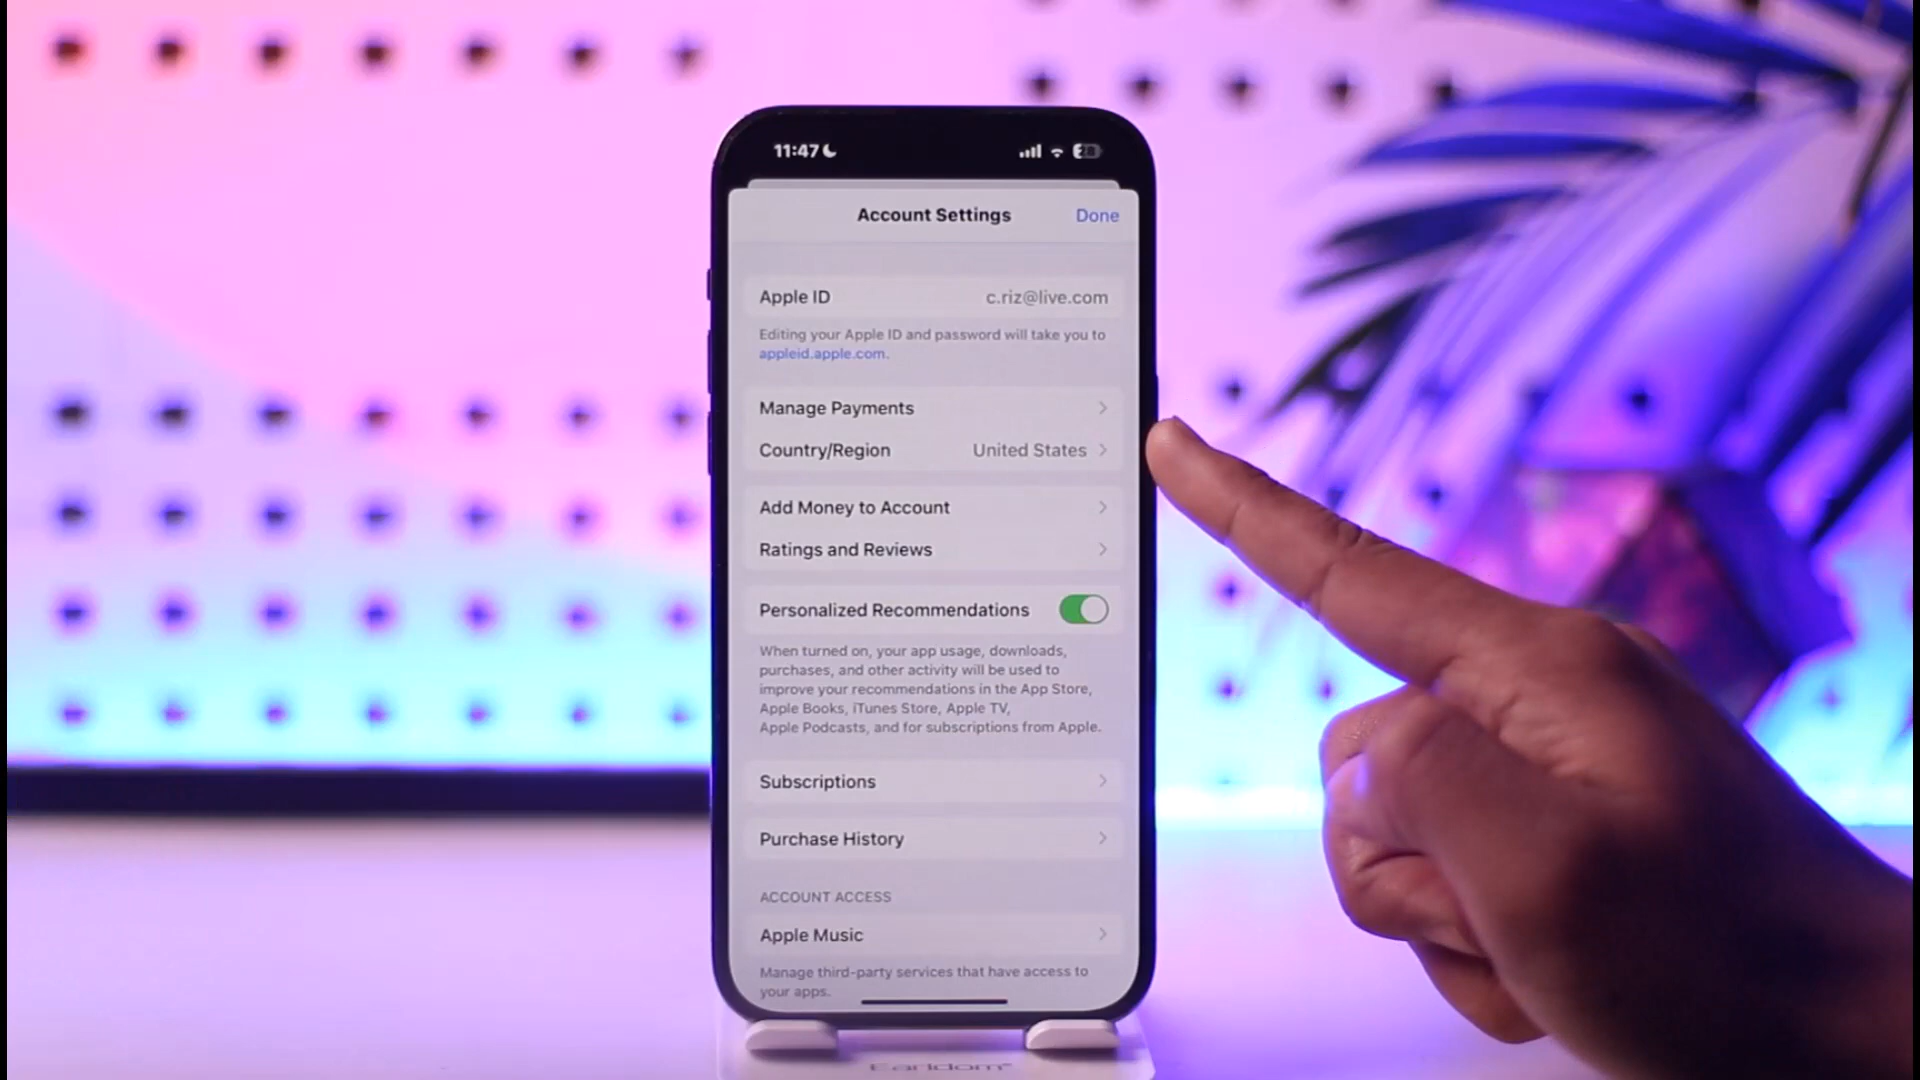 11:47
Account Settings
Done
Apple ID
c.riz@live.com
Editing your Apple ID and password will take you to
appleid.apple.com.
Manage Payments
Country/Region
United States
Add Money to Account
Ratings and Reviews
Personalized Recommendations
When turned on, your app usage, downloads,
purchases, and other activity will be used to
improve your recommendations in the App Store,
Apple Books, iTunes Store, Apple TV,
Apple Podcasts, and for subscriptions from Apple.
Subscriptions
Purchase History
ACCOUNT ACCESS
Apple Music
Manage third-party services that have access to
your apps.